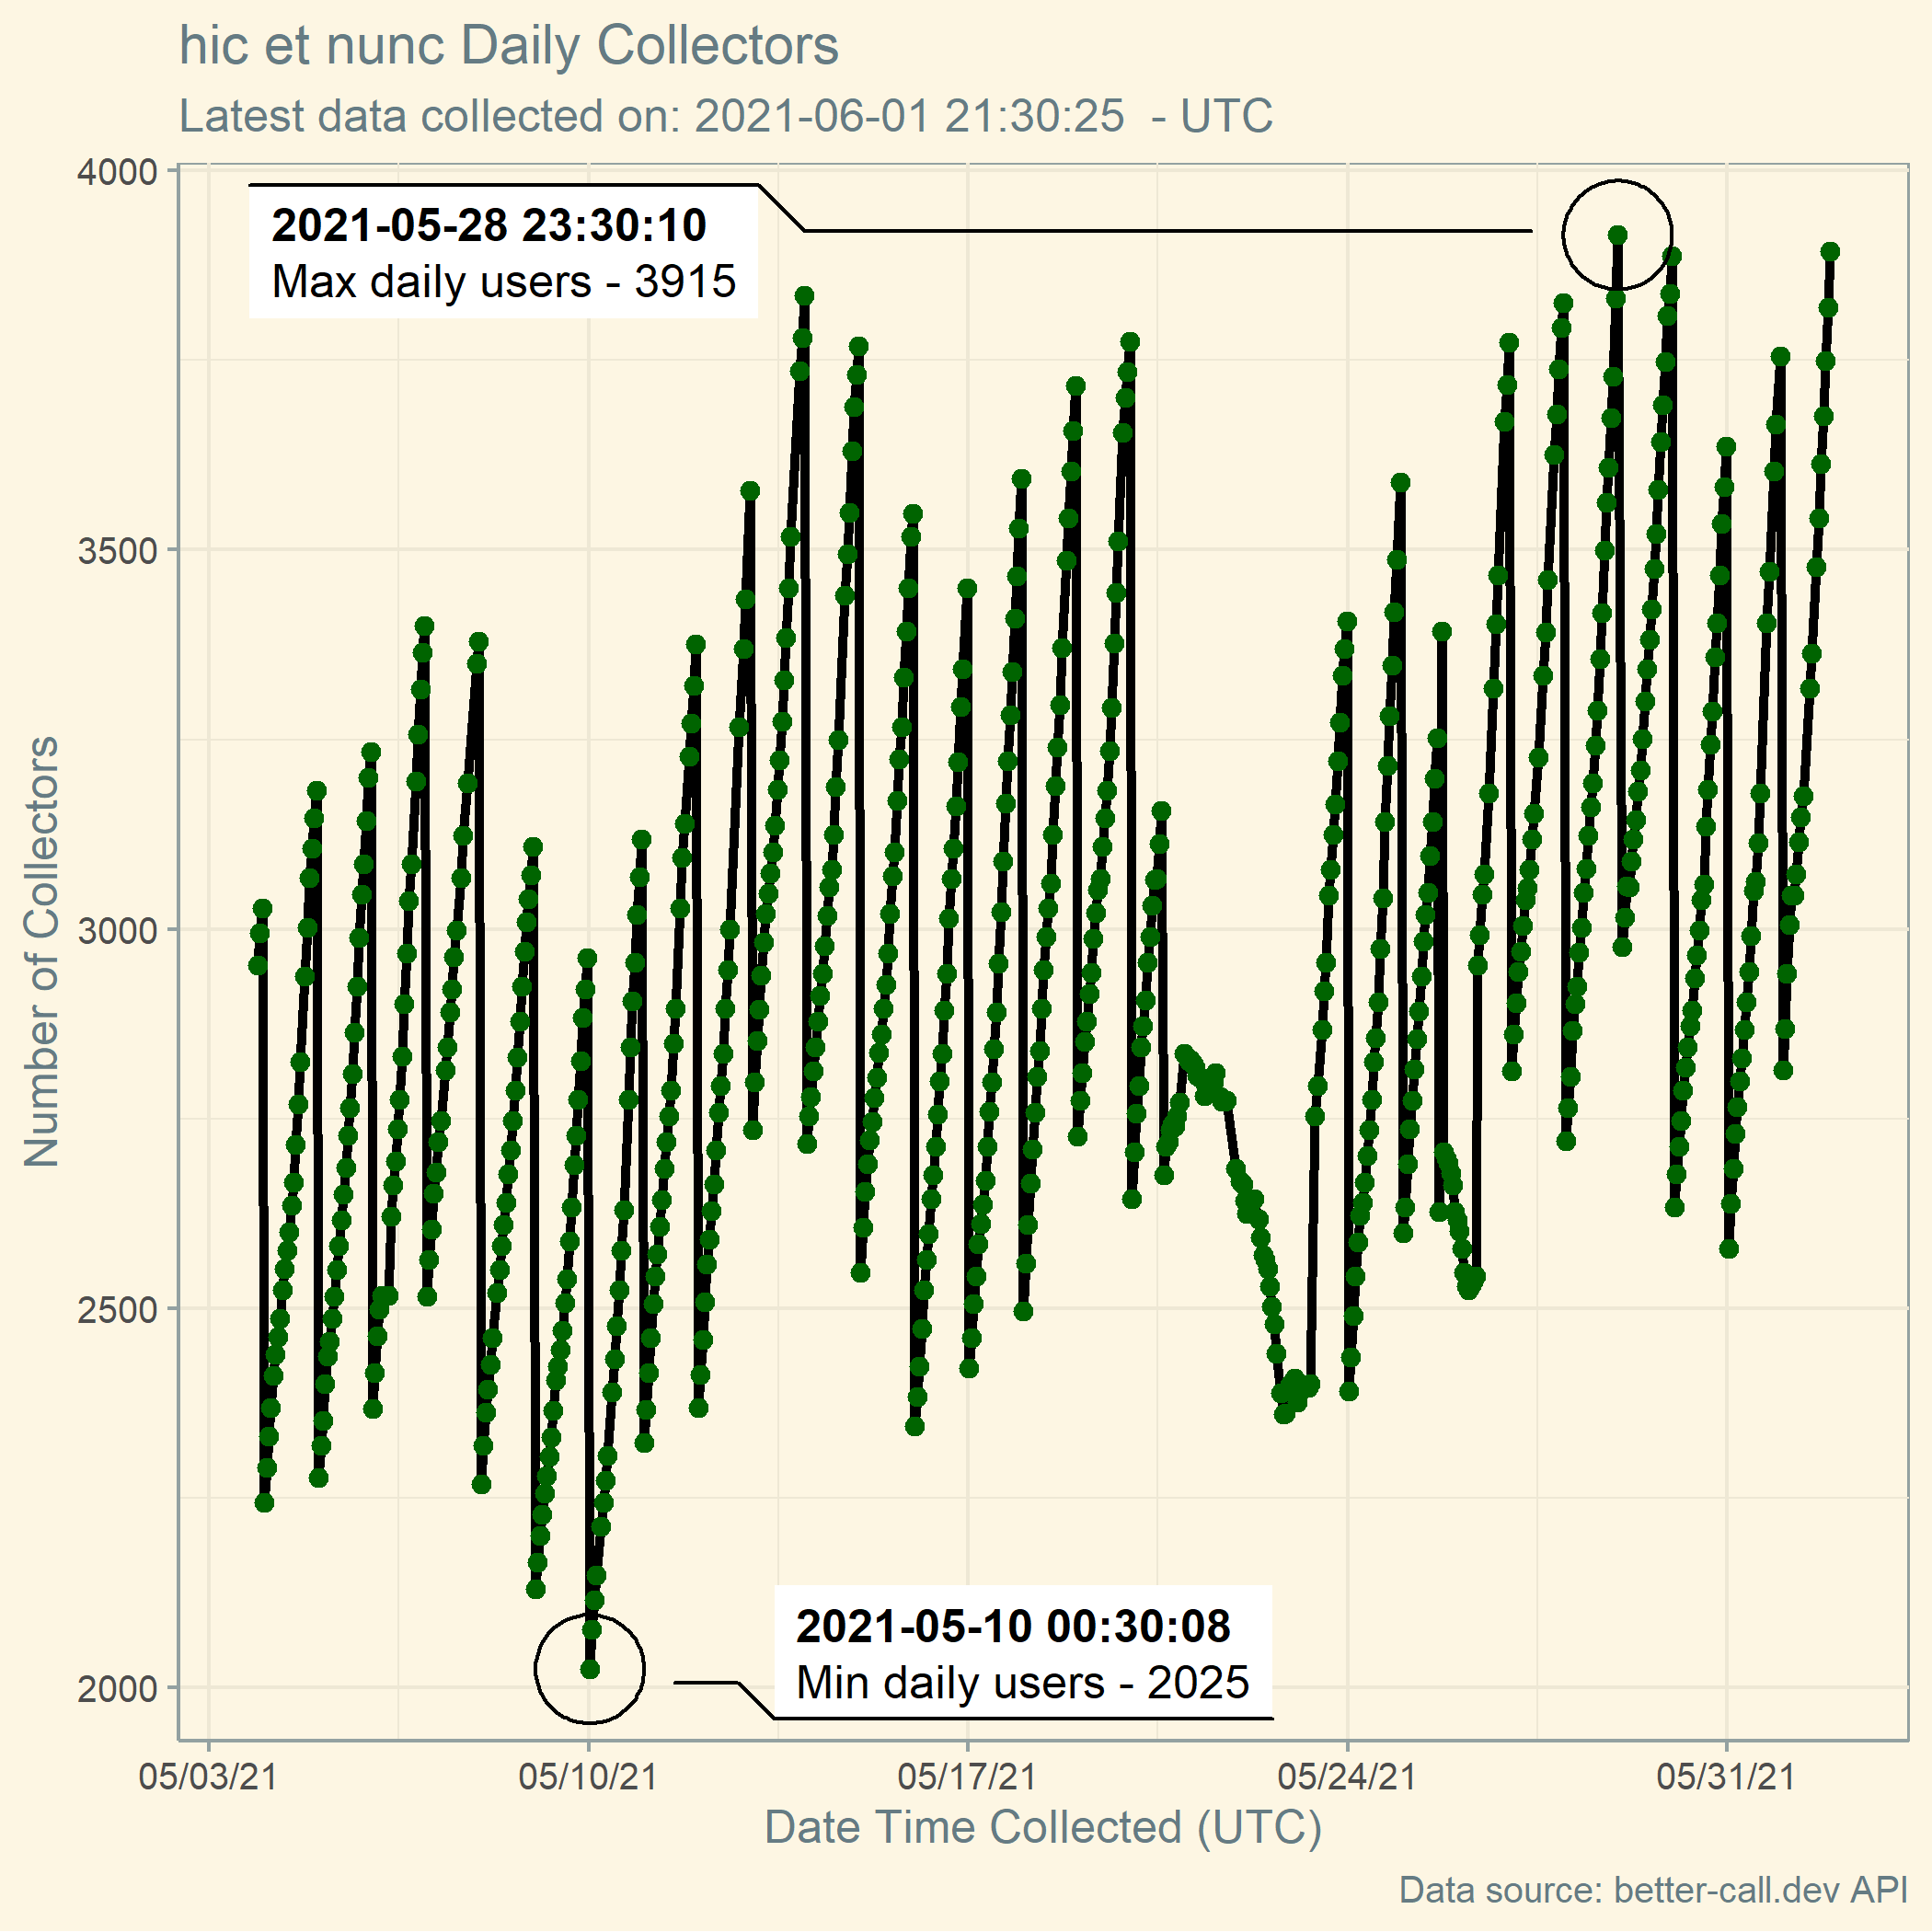 hic et nunc Daily Collectors
Latest data collected on: 2021-06-01 21:30:25  - UTC
4000
2021-05-28 23:30:10
Max daily users - 3915
3500
Number of Collectors
3000
2500
2021-05-10 00:30:08
Min daily users - 2025
2000
05/03/21 05/10/21 05/17/21 05/24/21 05/31/21
Date Time Collected (UTC)
Data source: better-call.dev API